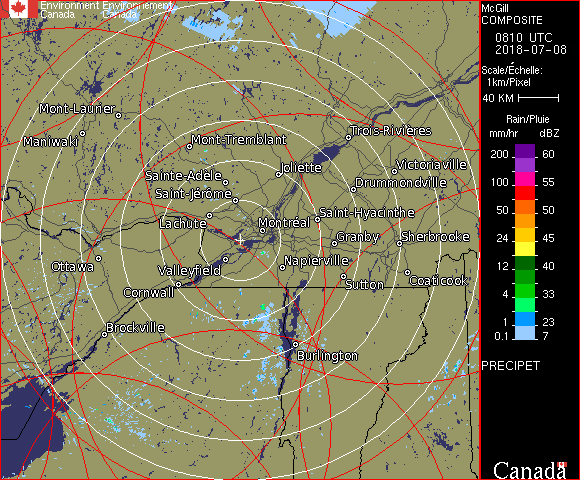 Environment Environnement
Canada Canada
McGill
COMPOSITE
0810 UTC
2018-07-08
Scale/Échelle:
1km/Pixel
40 KM
Rain/Pluie
mm/hr dBZ
200 60
150 57
100 55
50 50
24 45
12 40
4 33
1 23
0.1 7
PRECIPET
Canada
Mont-Laurier
Maniwaki
Mont-Tremblant
Trois-Rivières
Sainte-Adèle
Joliette
Victoriaville
Saint-Jérôme
Drummondville
Lachute
Montréal
Saint-Hyacinthe
Granby
Sherbrooke
Ottawa
Valleyfield
Napierville
Cornwall
Sutton
Coaticook
Brockville
Burlington